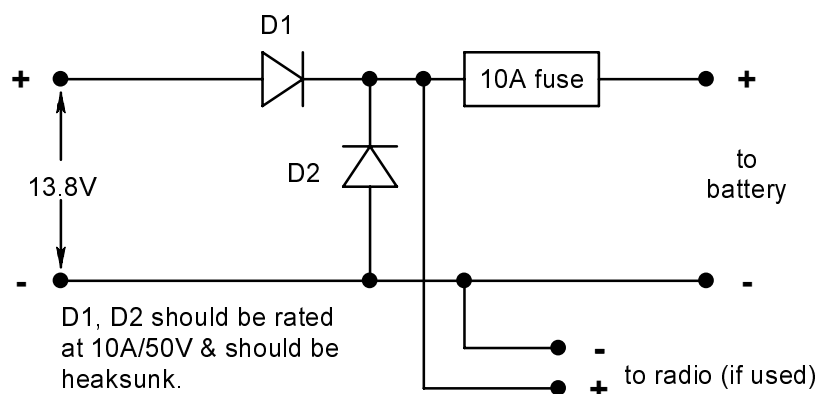 D1
+
10A fuse
+
13.8V
D2
to
battery
-
-
D1, D2 should be rated
at 10A/50V & should be
heaksunk.
-
+
to radio (if used)